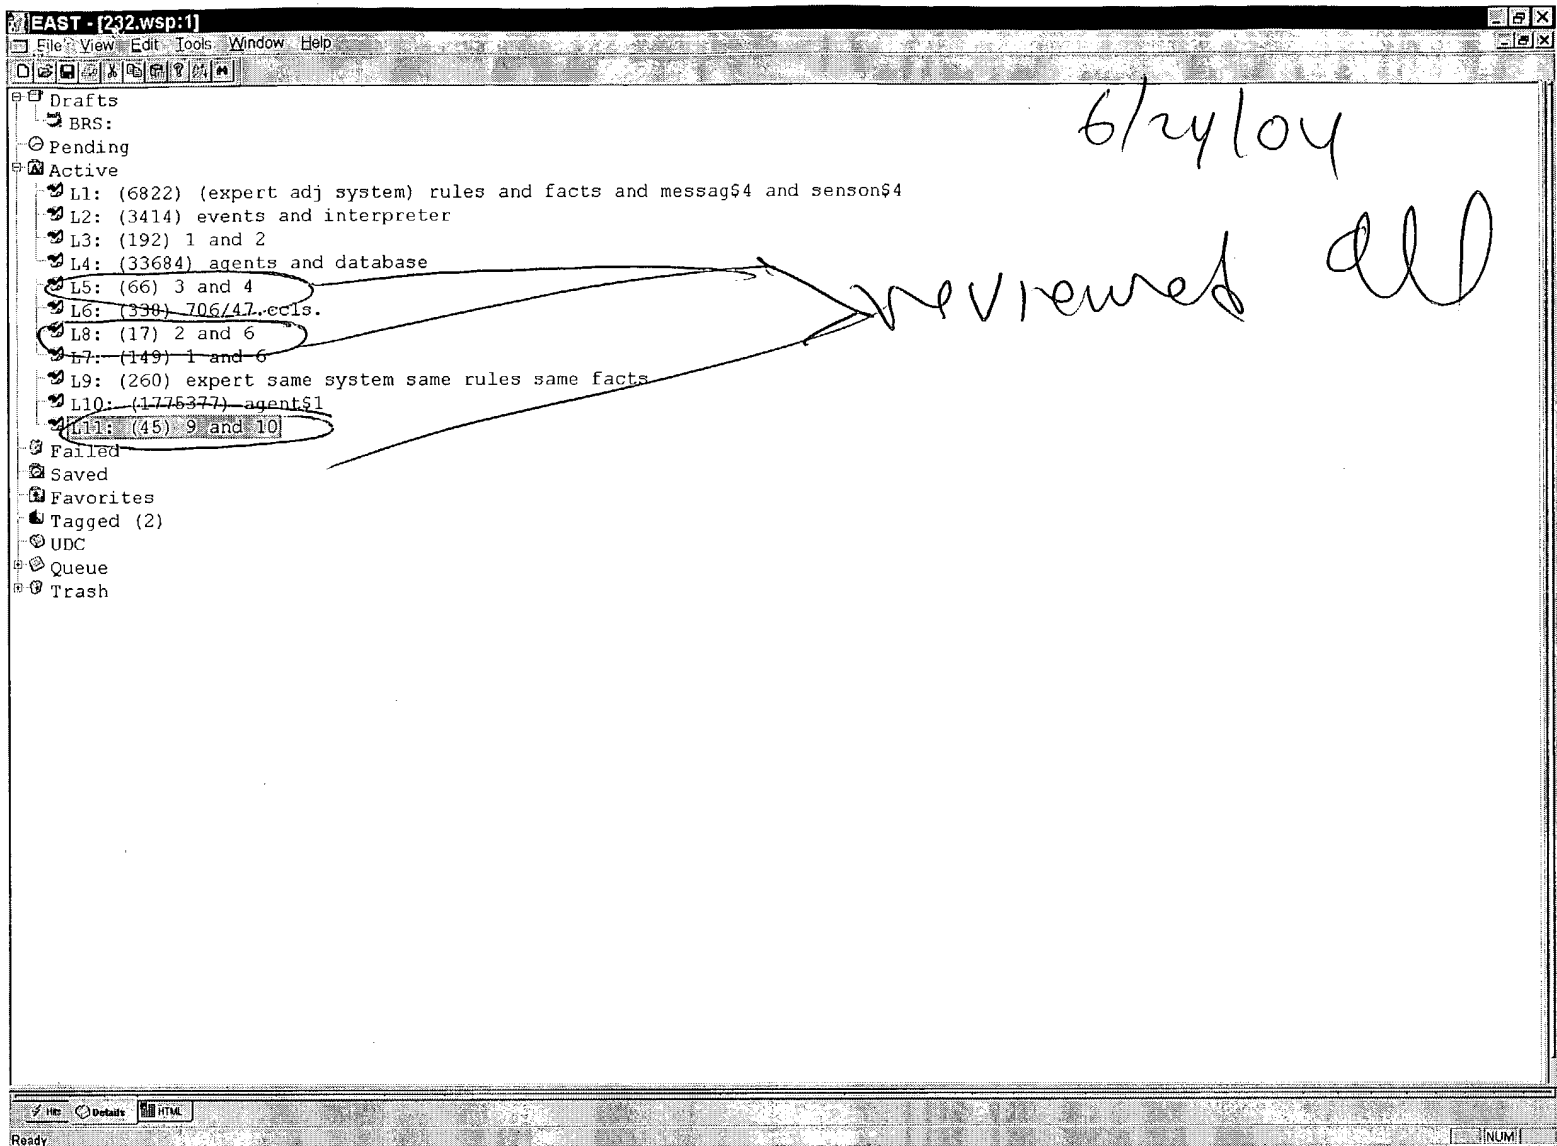 EAST - [232.wsp:1]
File View Edit Tools Window Help
Drafts
BRS:
Pending
Active
L1: (6822) (expert adj system) rules and facts and messag$4 and senson$4
L2: (3414) events and interpreter
L3: (192) 1 and 2
L4: (33684) agents and database
L5: (66) 3 and 4
L6: (338) 706/47.ccls.
L8: (17) 2 and 6
L7: (149) 1 and 6
L9: (260) expert same system same rules same facts
L10: (1775377) agent$1
L11: (45) 9 and 10
Failed
Saved
Favorites
Tagged (2)
UDC
Queue
Trash
6/24/04
reviewed all
Hits Details HTML
Ready NUM